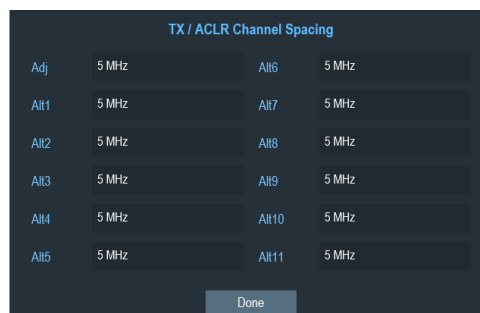 TX / ACLR Channel Spacing
Adj 5 MHz Alt6 5 MHz
Alt1 5 MHz Alt7 5 MHz
Alt2 5 MHz Alt8 5 MHz
Alt3 5 MHz Alt9 5 MHz
Alt4 5 MHz Alt10 5 MHz
Alt5 5 MHz Alt11 5 MHz
Done